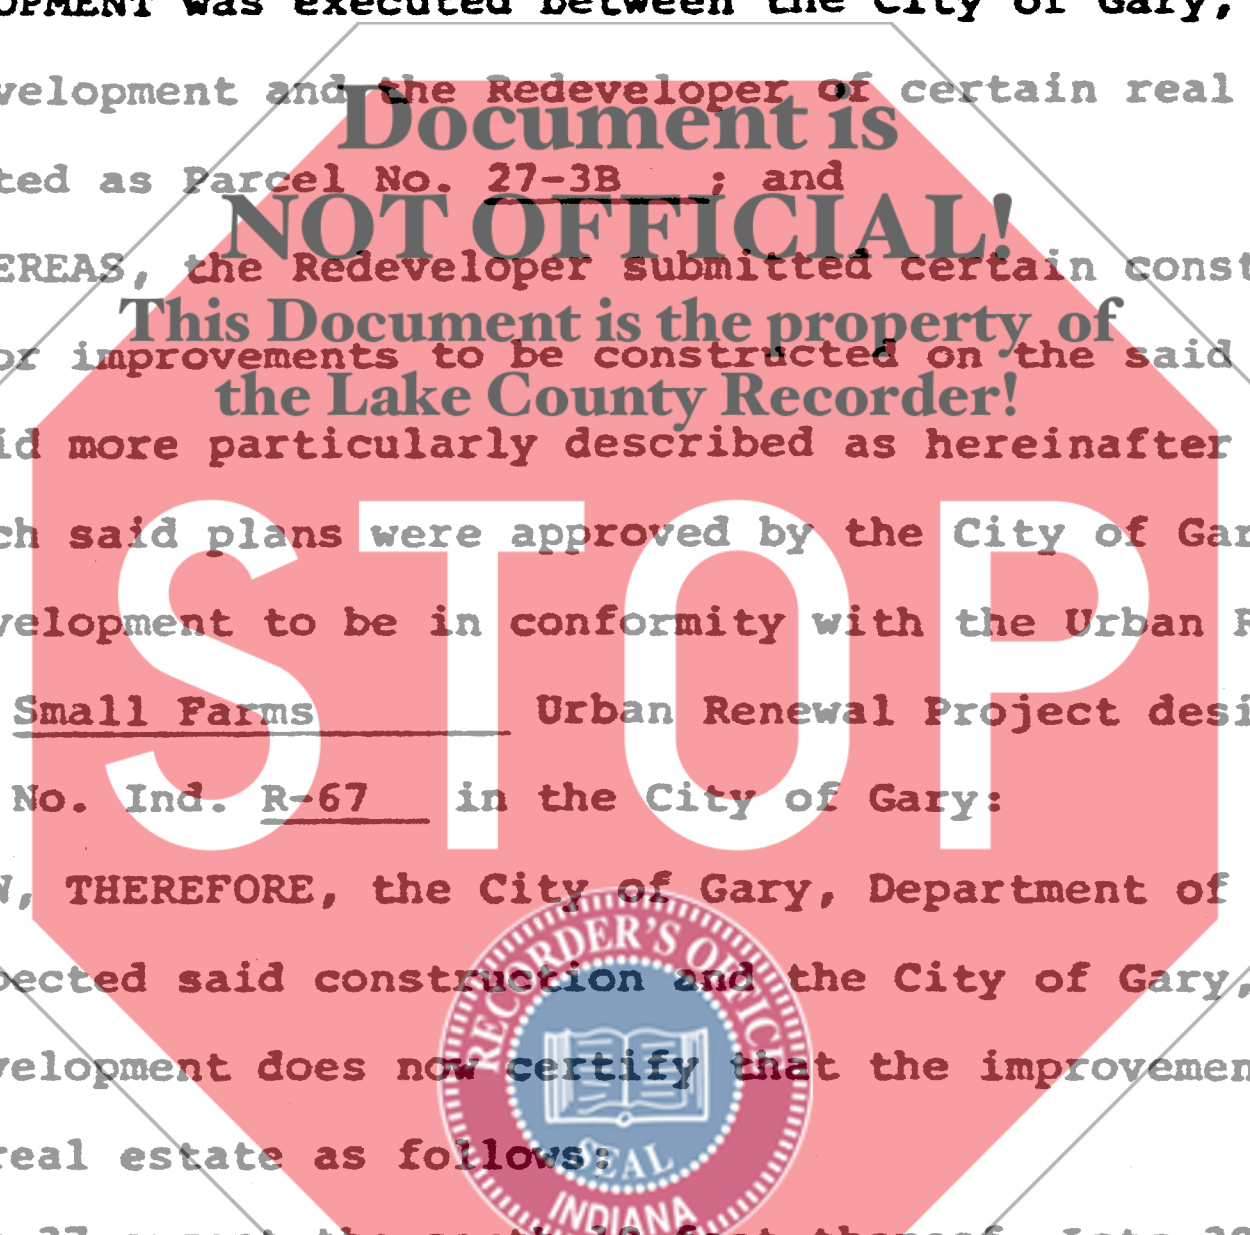 OPMENT was executed between the City of Gary,
velopment and the Redeveloper of certain real
Document is
ted as Parcel No. 27-3B ; and
NOT OFFICIAL!
EREAS, the Redeveloper submitted certain const
This Document is the property of
or improvements to be constructed on the said
the Lake County Recorder!
id more particularly described as hereinafter
STOP
ch said plans were approved by the City of Gar
velopment to be in conformity with the Urban R
Small Farms Urban Renewal Project desi
No. Ind. R-67 in the City of Gary:
N, THEREFORE, the City of Gary, Department of
pected said construction and the City of Gary,
RECORDER'S OFFICE
velopment does now certify that the improvemen
real estate as follows:
SEAL
INDIANA